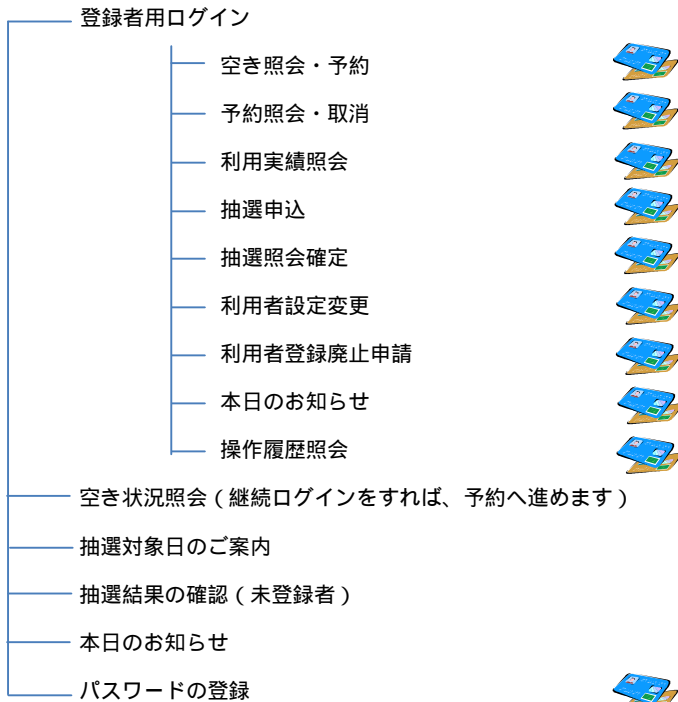 登録者用ログイン
空き照会・予約
予約照会・取消
利用実績照会
抽選申込
抽選照会確定
利用者設定変更
利用者登録廃止申請
本日のお知らせ
操作履歴照会
空き状況照会（継続ログインをすれば、予約へ進めます）
抽選対象日のご案内
抽選結果の確認（未登録者）
本日のお知らせ
パスワードの登録